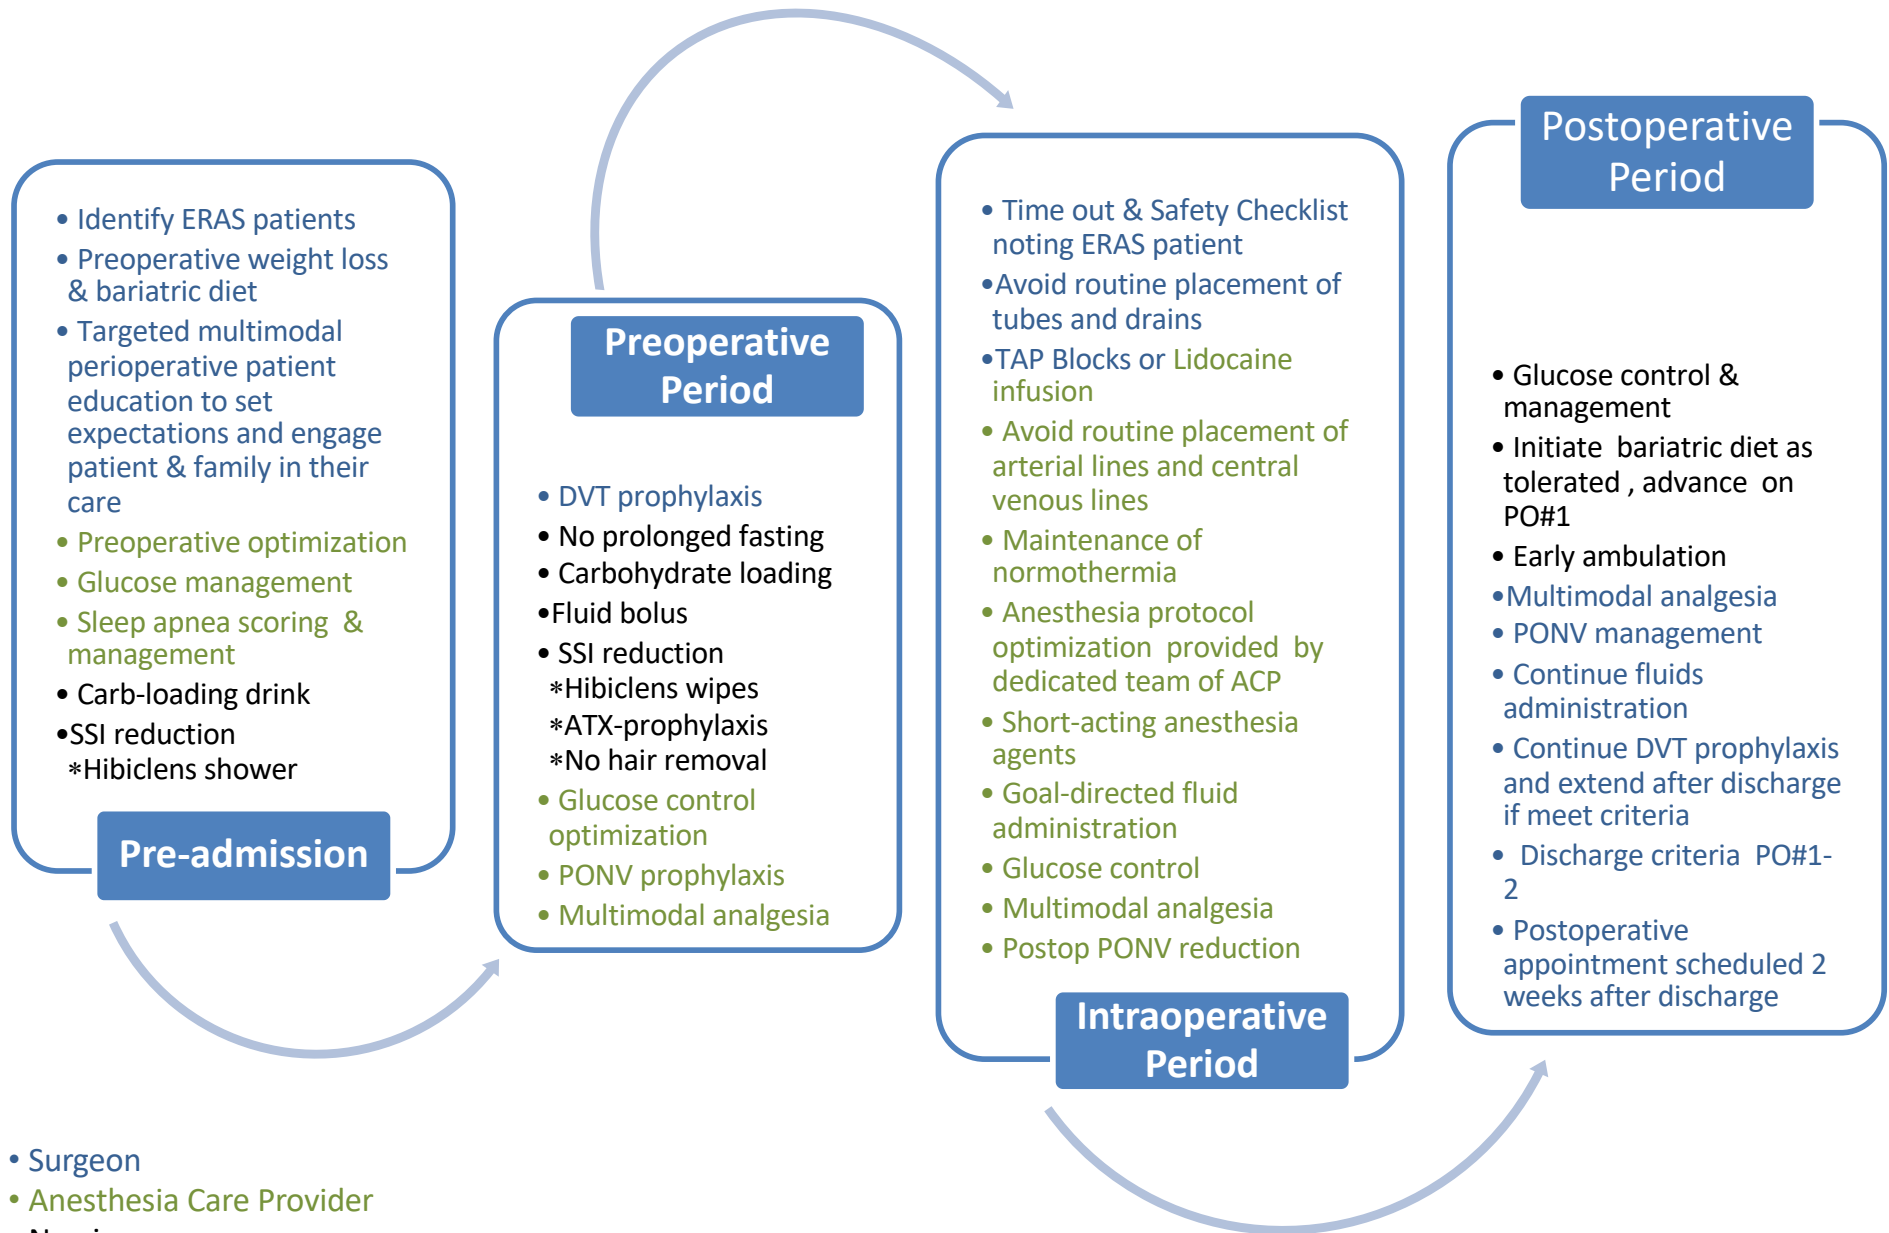 • Identify ERAS patients
• Preoperative weight loss
& bariatric diet
• Targeted multimodal
perioperative patient
education to set
expectations and engage
patient & family in their
care
• Preoperative optimization
• Glucose management
• Sleep apnea scoring &
management
• Carb-loading drink
•SSI reduction
*Hibiclens shower
Pre-admission
Preoperative
Period
• DVT prophylaxis
• No prolonged fasting
• Carbohydrate loading
•Fluid bolus
• SSI reduction
*Hibiclens wipes
*ATX-prophylaxis
*No hair removal
• Glucose control
optimization
• PONV prophylaxis
• Multimodal analgesia
• Time out & Safety Checklist
noting ERAS patient
•Avoid routine placement of
tubes and drains
•TAP Blocks or Lidocaine
infusion
• Avoid routine placement of
arterial lines and central
venous lines
• Maintenance of
normothermia
• Anesthesia protocol
optimization provided by
dedicated team of ACP
• Short-acting anesthesia
agents
• Goal-directed fluid
administration
• Glucose control
• Multimodal analgesia
• Postop PONV reduction
Intraoperative
Period
Postoperative
Period
• Glucose control &
management
• Initiate bariatric diet as
tolerated , advance on
PO#1
• Early ambulation
•Multimodal analgesia
• PONV management
• Continue fluids
administration
• Continue DVT prophylaxis
and extend after discharge
if meet criteria
• Discharge criteria PO#1-
2
• Postoperative
appointment scheduled 2
weeks after discharge
• Surgeon
• Anesthesia Care Provider